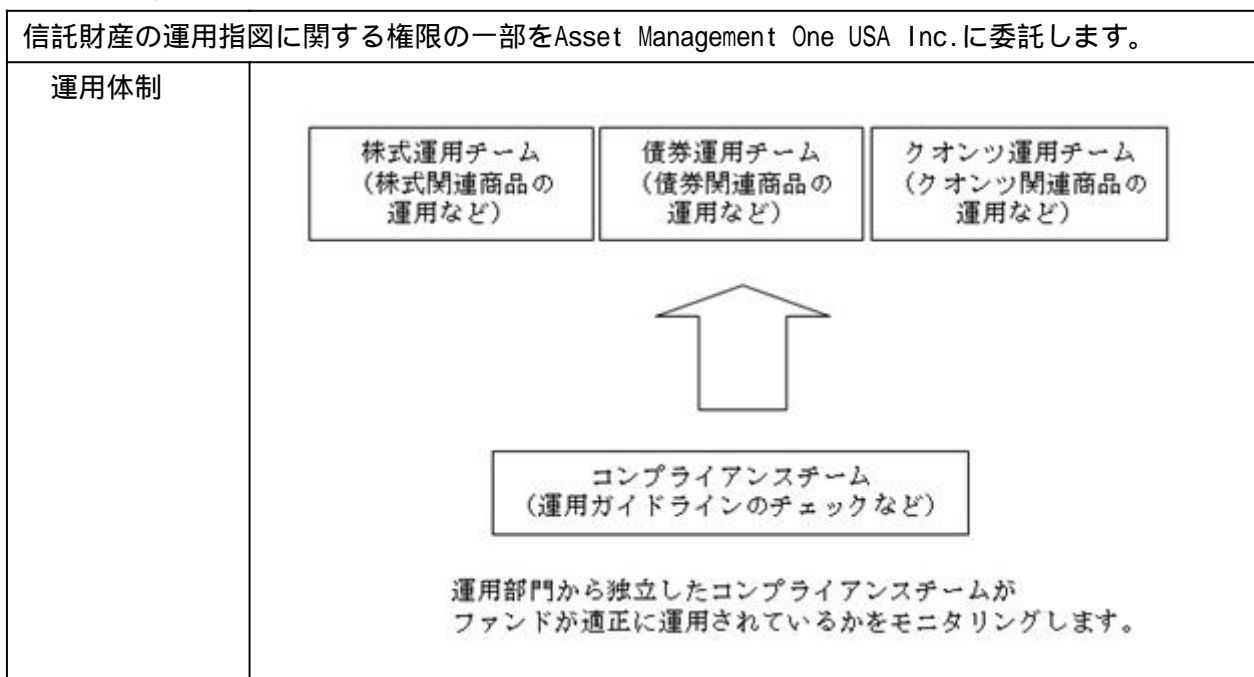 信託財産の運用指図に関する権限の一部をAsset Management One USA Inc.に委託します。
運用体制
株式運用チーム
（株式関連商品の
運用など）
債券運用チーム
（債券関連商品の
運用など）
クオンツ運用チーム
（クオンツ関連商品の
運用など）
コンプライアンスチーム
（運用ガイドラインのチェックなど）
運用部門から独立したコンプライアンスチームが
ファンドが適正に運用されているかをモニタリングします。